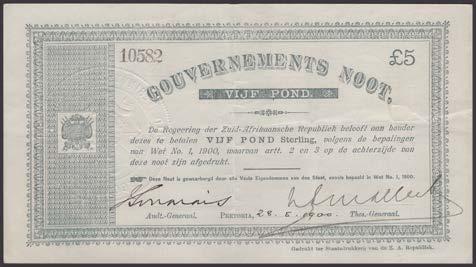 10582
£5
GOUVERNEMENTS NOOT,
VIJF POND.
De Regeering der Zuid-Afrikaansche Republiek belooft aan houder
dezes te betalen VIJF POND Sterling, volgens de bepalingen
van Wet No. 1, 1900, waarvan artt. 2 en 3 op de achterzijde van
deze noot zijn afgedrukt.
Deze Noot is gewaarborgd door alle Vaste Eigendommen van den Staat, zooals bepaald in Wet No. 1, 1900.
Audt.-Generaal.
PRETORIA, 28.5.1900.
Thes.-Generaal.
Gedrukt ter Staatsdrukkerij van de Z. A. Republiek.